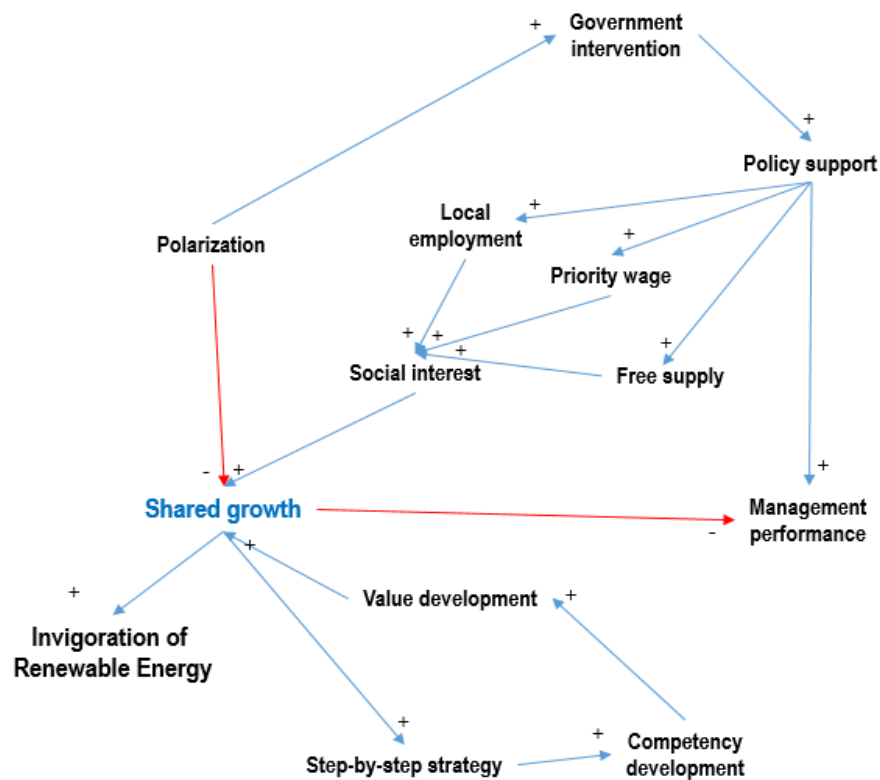 +
Government
intervention
+
Policy support
Local
employment
+
Polarization
+
Priority wage
+
+
+
+
Social interest
Free supply
-
+
+
Shared growth
Management
performance
-
+
+
Value development
+
Invigoration of
Renewable Energy
+
+
Step-by-step strategy
Competency
development